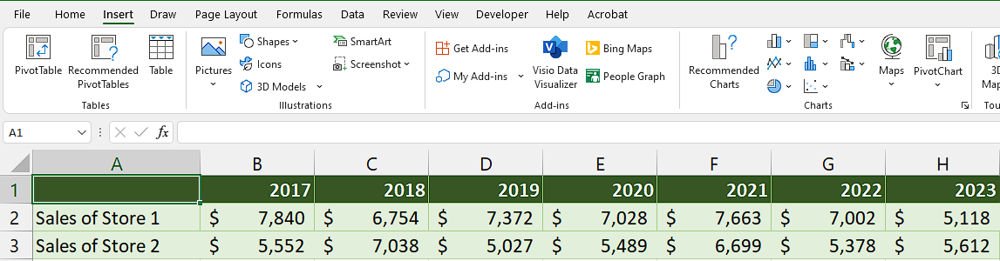 File Home Insert Draw Page Layout Formulas Data Review View Developer Help Acrobat
PivotTable Recommended PivotTables Table
Tables
Pictures Shapes Icons 3D Models SmartArt Screenshot
Illustrations
Get Add-ins My Add-ins Visio Data Visualizer Bing Maps People Graph
Add-ins
Recommended Charts Maps PivotChart
Charts
3D
Map
Tou
A1 fx
A B C D E F G H
1 2017 2018 2019 2020 2021 2022 2023
2 Sales of Store 1 $ 7,840 $ 6,754 $ 7,372 $ 7,028 $ 7,663 $ 7,002 $ 5,118
3 Sales of Store 2 $ 5,552 $ 7,038 $ 5,027 $ 5,489 $ 6,699 $ 5,378 $ 5,612